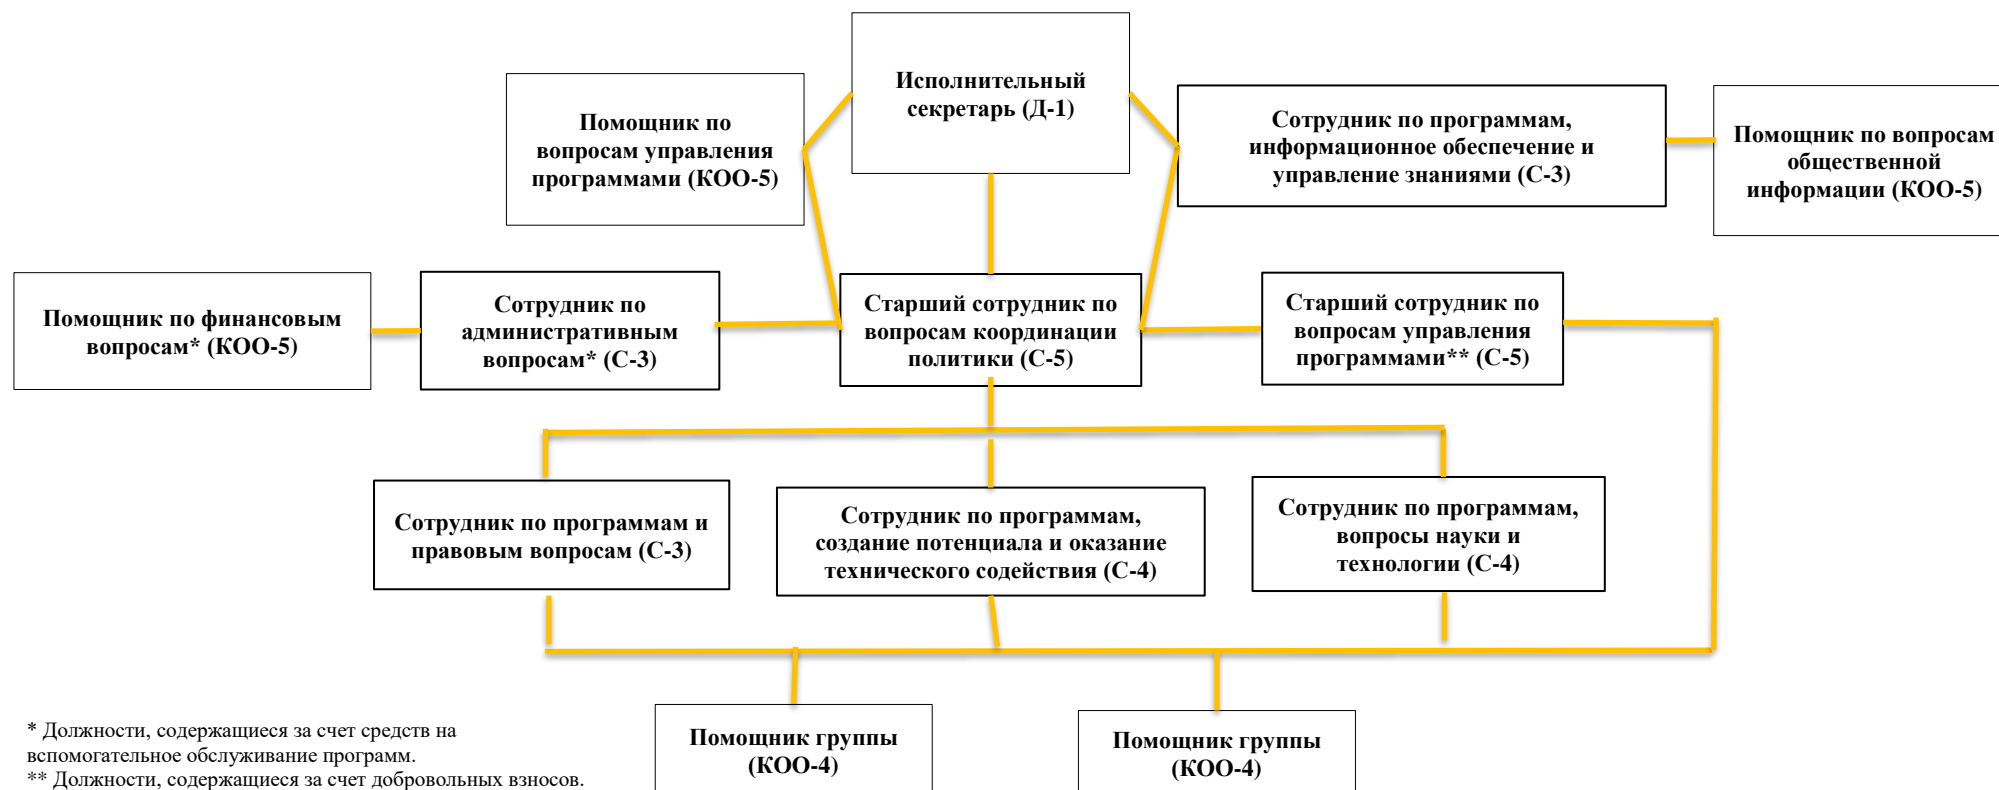 Исполнительный
секретарь (Д-1)
Помощник по
вопросам управления
программами (КОО-5)
Сотрудник по программам,
информационное обеспечение и
управление знаниями (С-3)
Помощник по вопросам
общественной
информации (КОО-5)
Помощник по финансовым
вопросам* (КОО-5)
Сотрудник по
административным
вопросам* (С-3)
Старший сотрудник по
вопросам координации
политики (С-5)
Старший сотрудник по
вопросам управления
программами** (С-5)
Сотрудник по программам и
правовым вопросам (С-3)
Сотрудник по программам,
создание потенциала и оказание
технического содействия (С-4)
Сотрудник по программам,
вопросы науки и
технологии (С-4)
Помощник группы
(КОО-4)
Помощник группы
(КОО-4)
* Должности, содержащиеся за счет средств на
вспомогательное обслуживание программ.
** Должности, содержащиеся за счет добровольных взносов.